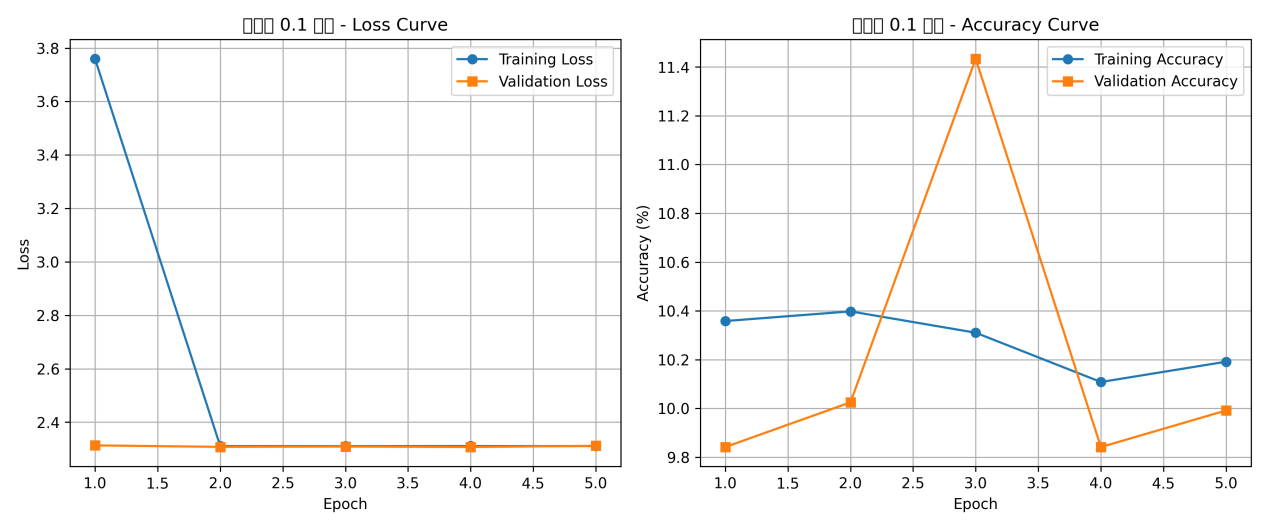 0.1 - Loss Curve
Training Loss
Validation Loss
3.8
3.6
3.4
3.2
3.0
2.8
2.6
2.4
Loss
1.0 1.5 2.0 2.5 3.0 3.5 4.0 4.5 5.0
Epoch
0.1 - Accuracy Curve
Training Accuracy
Validation Accuracy
11.4
11.2
11.0
10.8
10.6
10.4
10.2
10.0
9.8
Accuracy (%)
1.0 1.5 2.0 2.5 3.0 3.5 4.0 4.5 5.0
Epoch